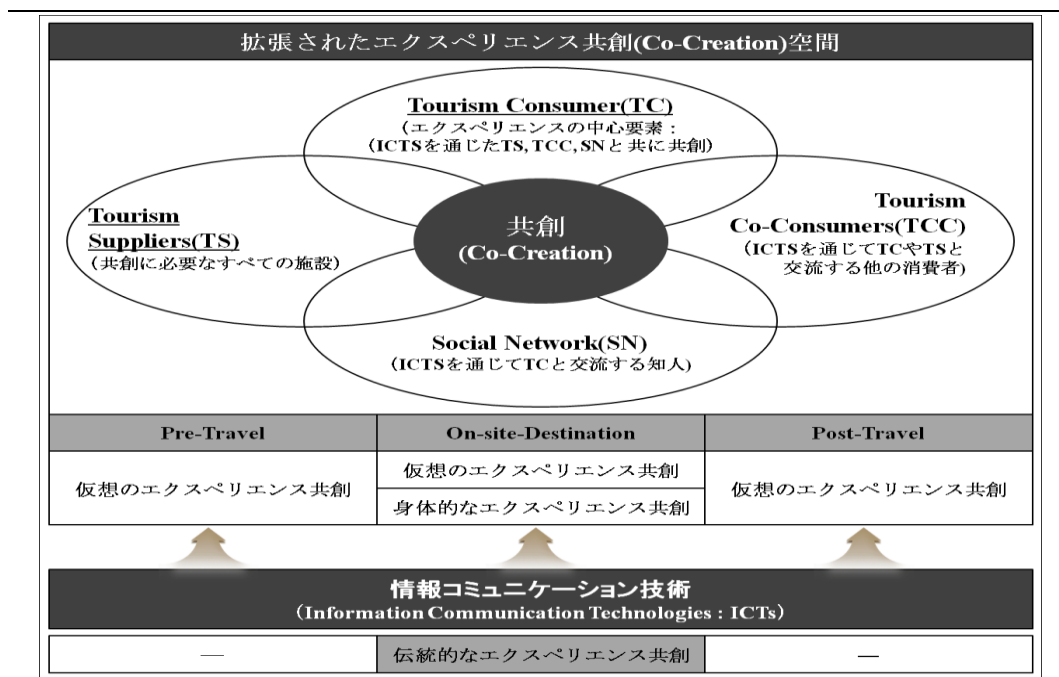 拡張されたエクスペリエンス共創(Co-Creation)空間
Tourism Consumer(TC)
（エクスペリエンスの中心要素：
（ICTSを通じたTS, TCC, SNと共に共創）
Tourism
Suppliers(TS)
（共創に必要なすべての施設）
共創
(Co-Creation)
Tourism
Co-Consumers(TCC)
（ICTSを通じてTCやTSと
交流する他の消費者)
Social Network(SN)
（ICTSを通じてTCと交流する知人)
Pre-Travel
On-site-Destination
Post-Travel
仮想のエクスペリエンス共創
仮想のエクスペリエンス共創
身体的なエクスペリエンス共創
仮想のエクスペリエンス共創
情報コミュニケーション技術
（Information Communication Technologies : ICTs）
—
伝統的なエクスペリエンス共創
—